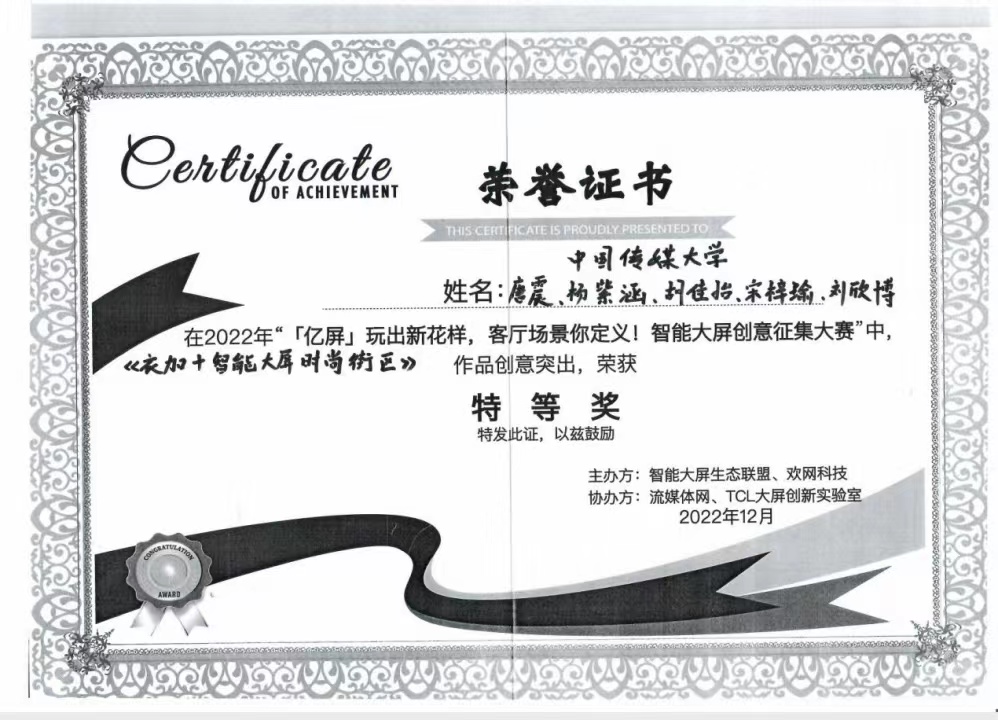 Certificate
OF ACHIEVEMENT
荣誉证书
THIS CERTIFICATE IS PROUDLY PRESENTED TO
中国传媒大学
姓名：唐震、杨紫涵、胡佳怡、宋梓瑜、刘欣博
在2022年“「亿屏」玩出新花样，客厅场景你定义！智能大屏创意征集大赛”中，
《衣加十智能大屏时尚街区》 作品创意突出，荣获
特等奖
特发此证，以兹鼓励
主办方：智能大屏生态联盟、欢网科技
协办方：流媒体网、TCL大屏创新实验室
2022年12月
CONGRATULATION
AWARD